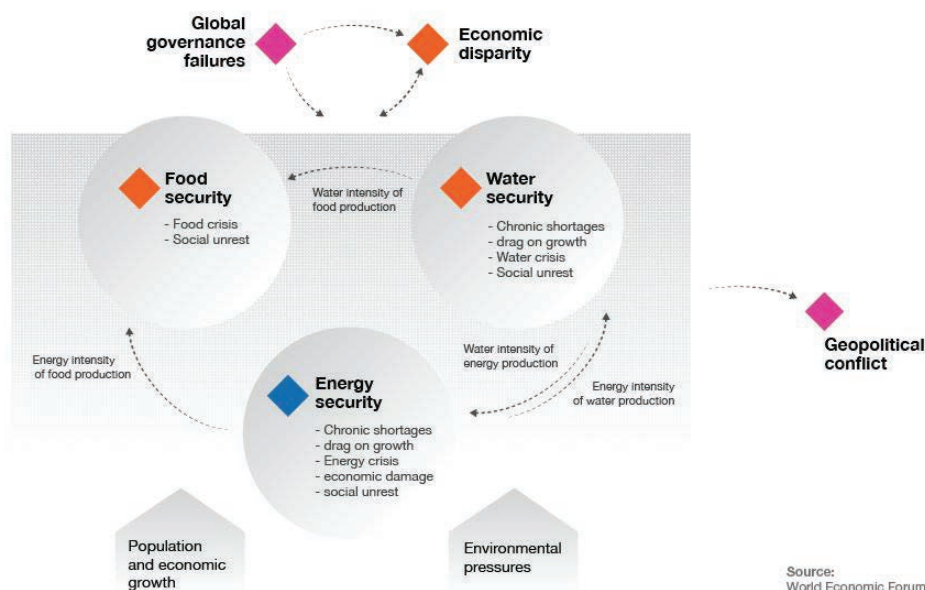 Global
governance
failures
Economic
disparity
Food
security
- Food crisis
- Social unrest
Water intensity of
food production
Water
security
- Chronic shortages
- drag on growth
- Water crisis
- Social unrest
Geopolitical
conflict
Energy intensity
of food production
Water intensity of
energy production
Energy intensity
of water production
Energy
security
- Chronic shortages
- drag on growth
- Energy crisis
- economic damage
- social unrest
Population
and economic
growth
Environmental
pressures
Source:
World Economic Forum